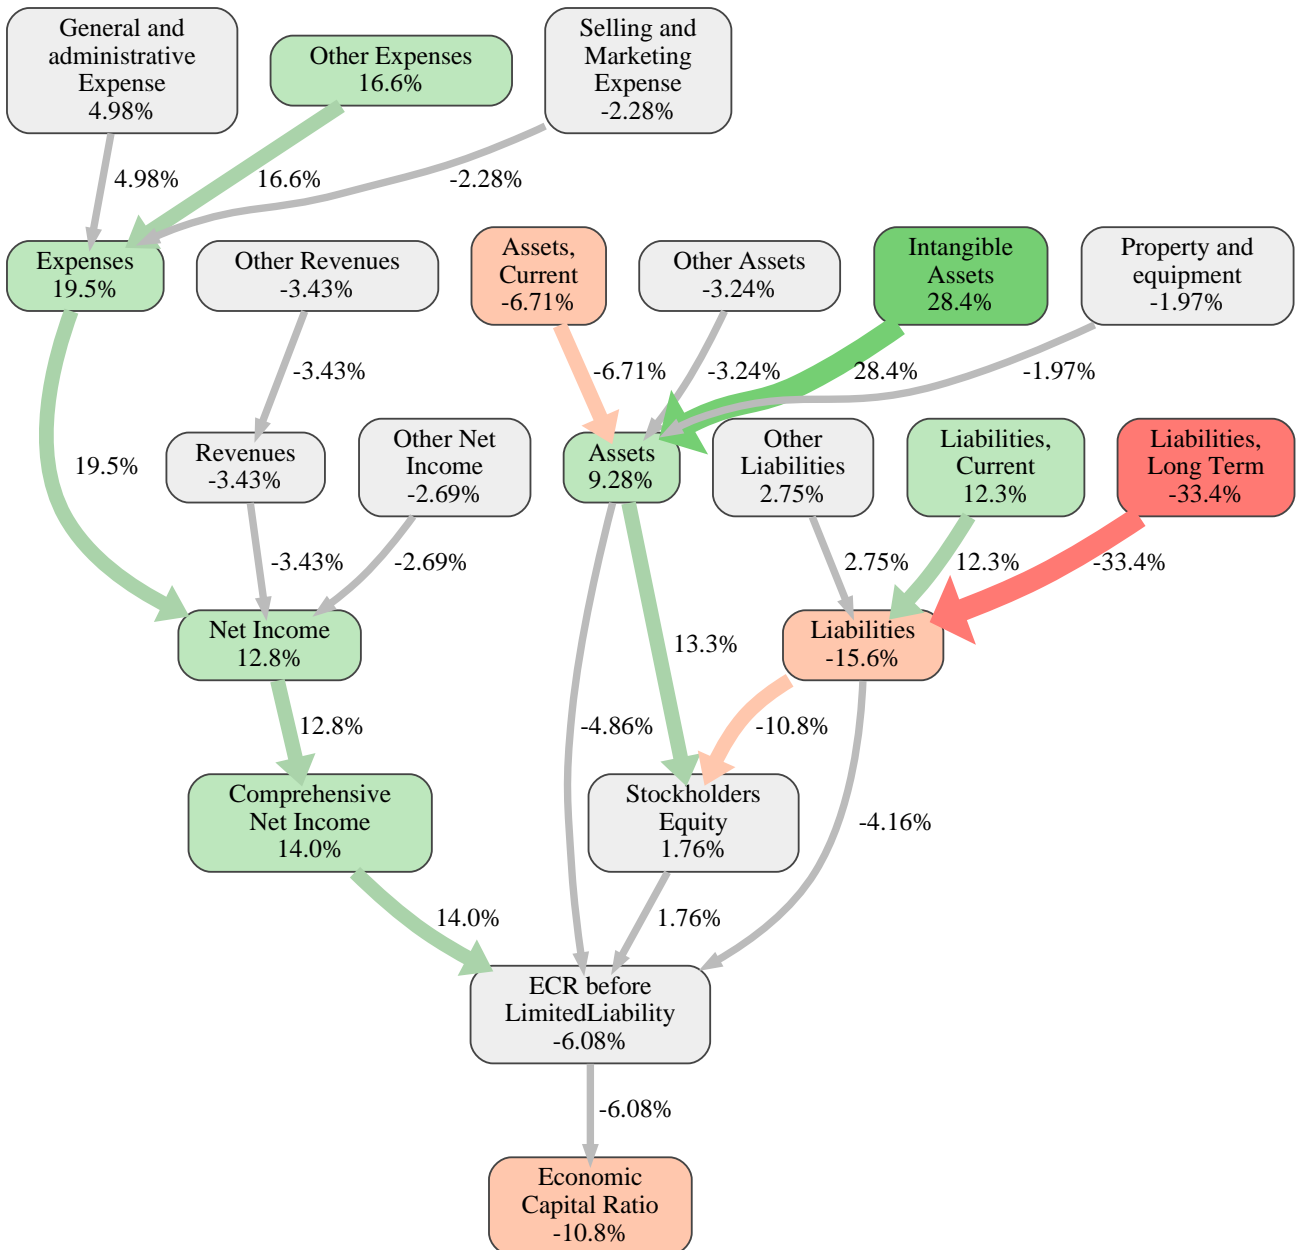 General and
administrative
Expense
4.98%
Other Expenses
16.6%
Selling and
Marketing
Expense
-2.28%
4.98%
16.6%
-2.28%
Expenses
19.5%
Other Revenues
-3.43%
Assets,
Current
-6.71%
Other Assets
-3.24%
Intangible
Assets
28.4%
Property and
equipment
-1.97%
-3.43%
-6.71%
-3.24%
28.4%
-1.97%
19.5%
Revenues
-3.43%
Other Net
Income
-2.69%
Assets
9.28%
Other
Liabilities
2.75%
Liabilities,
Current
12.3%
Liabilities,
Long Term
-33.4%
-3.43%
-2.69%
2.75%
12.3%
-33.4%
Net Income
12.8%
13.3%
Liabilities
-15.6%
12.8%
-4.86%
-10.8%
Comprehensive
Net Income
14.0%
Stockholders
Equity
1.76%
-4.16%
14.0%
1.76%
ECR before
LimitedLiability
-6.08%
-6.08%
Economic
Capital Ratio
-10.8%